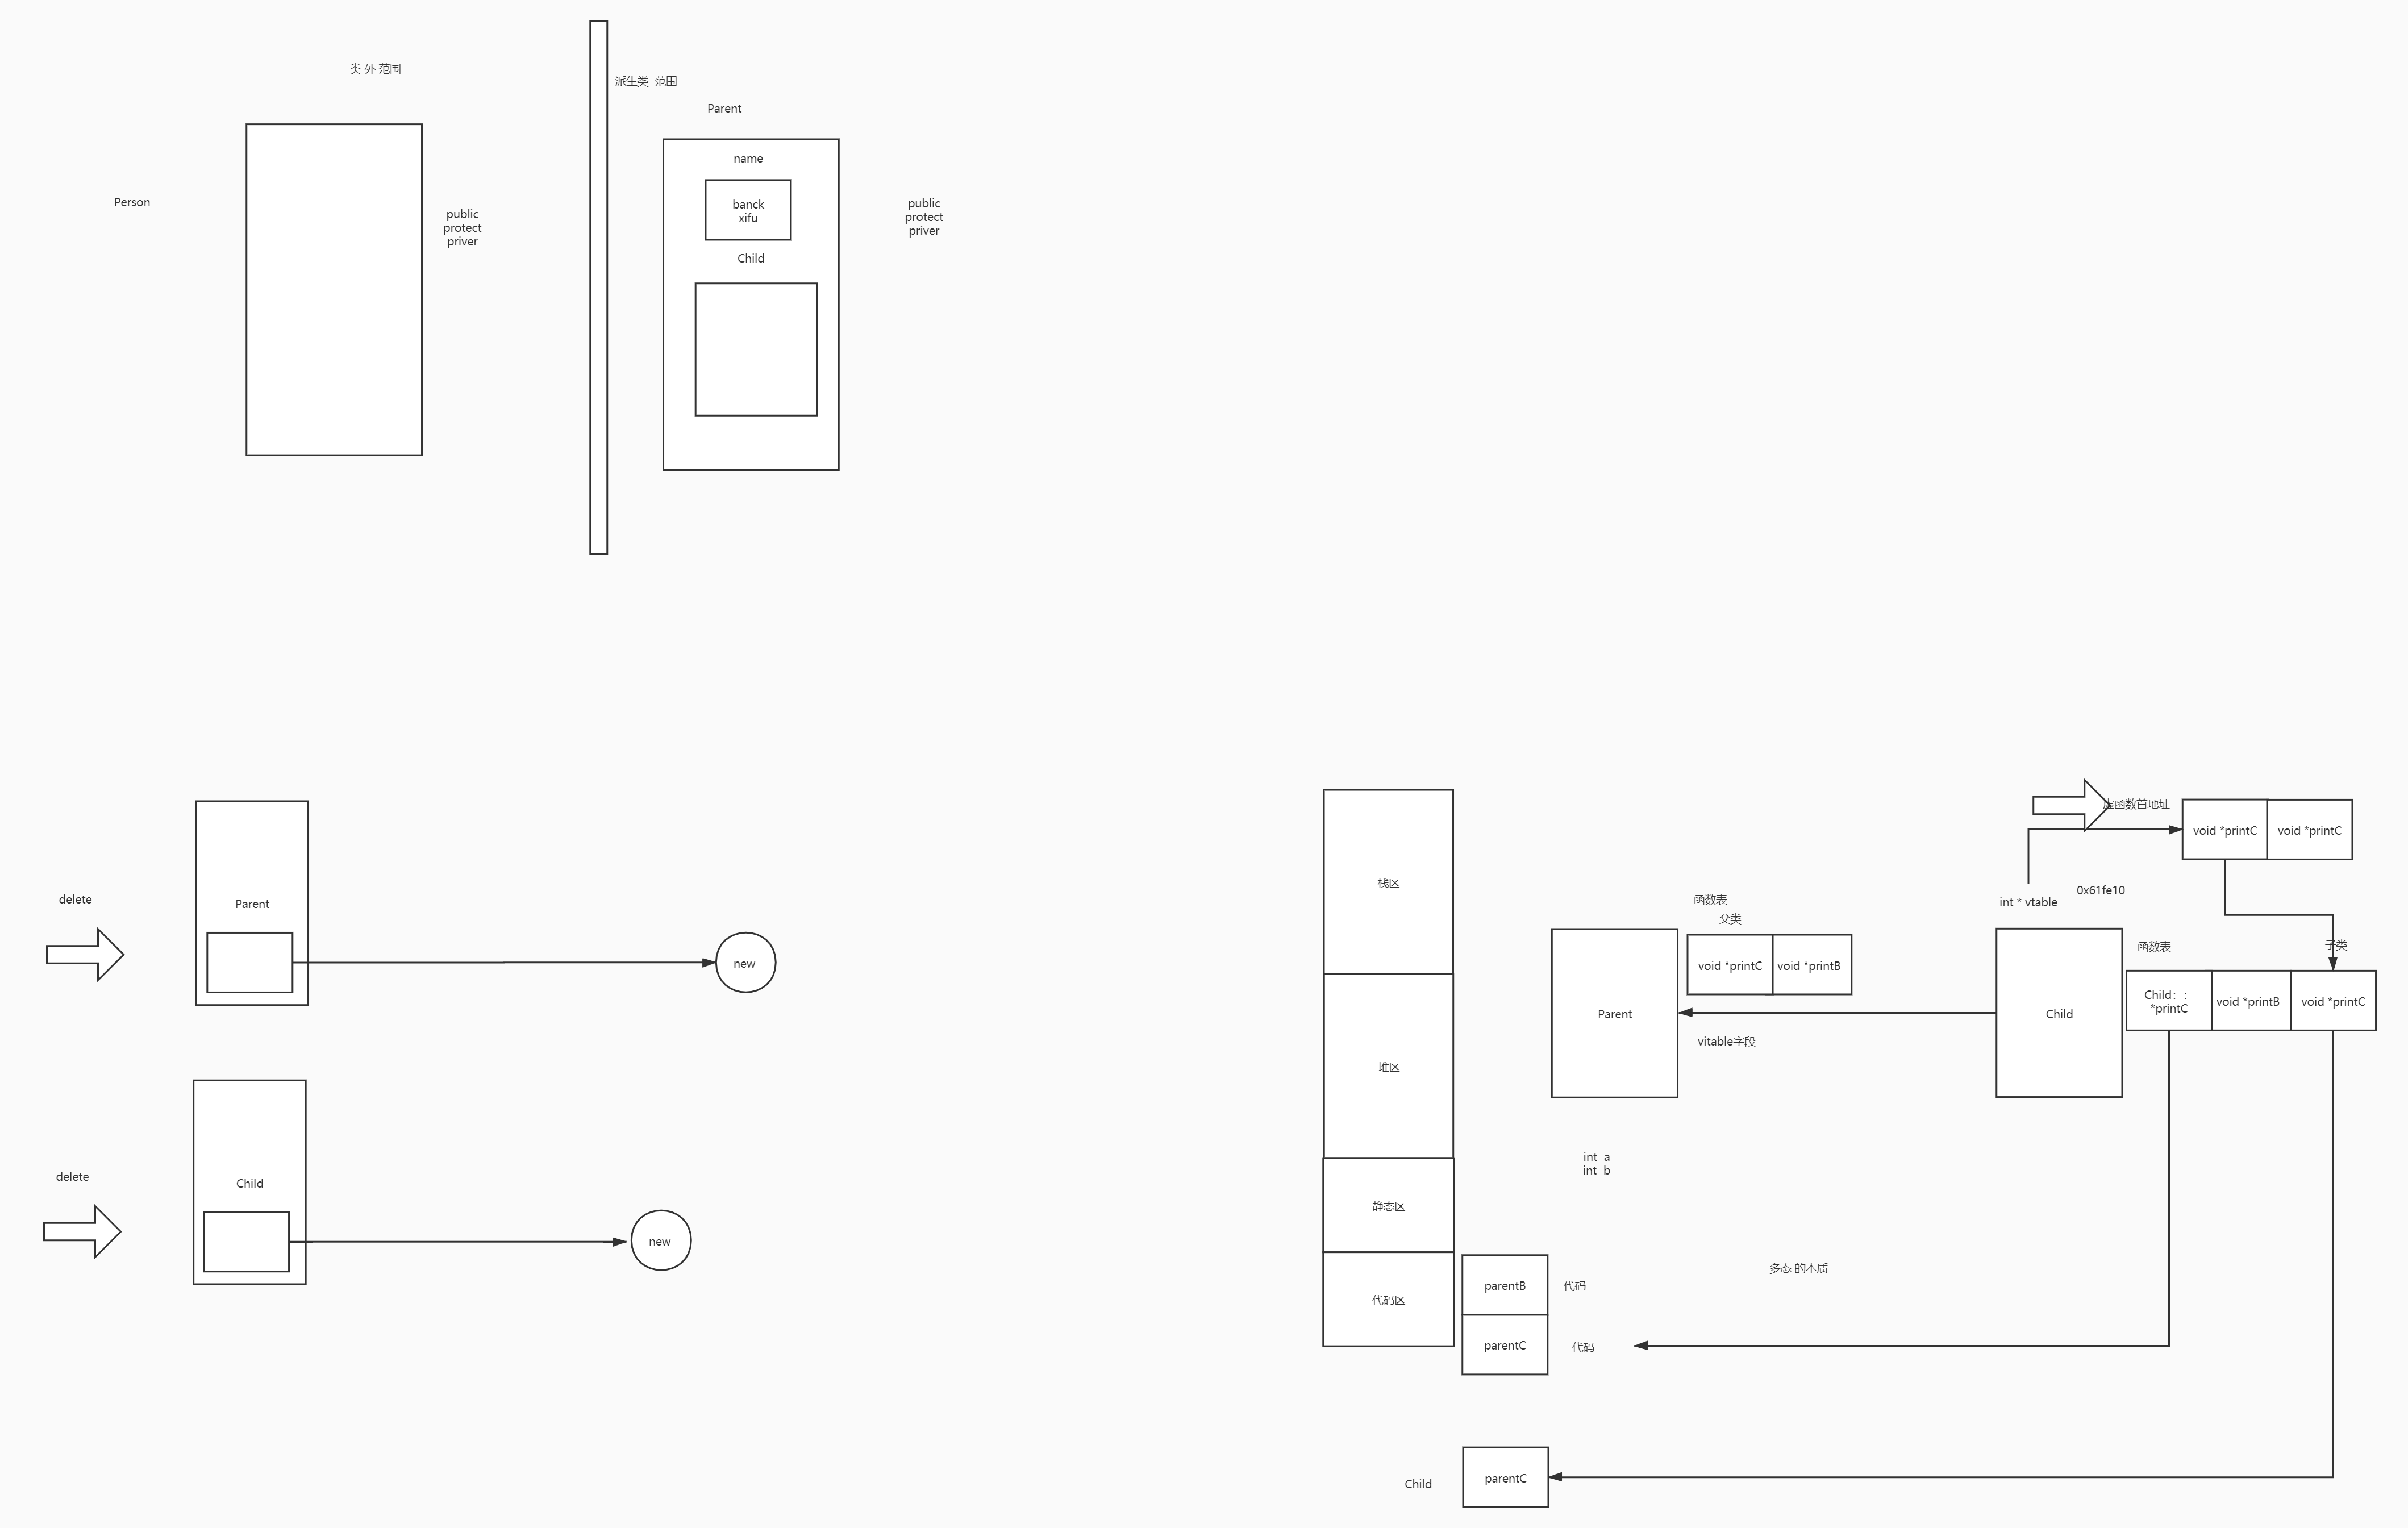 类 外 范围
派生类 范围
Parent
name
banck
xifu
Child
Person
public
protect
priver
public
protect
priver
delete
Parent
new
delete
Child
new
栈区
堆区
静态区
代码区
parentB
代码
parentC
代码
Child
parentC
多态 的本质
int a
int b
Parent
函数表
父类
void *printC
void *printB
vitable字段
虚函数首地址
void *printC
void *printC
int * vtable
0x61fe10
Child
函数表
子类
Child：：
*printC
void *printB
void *printC